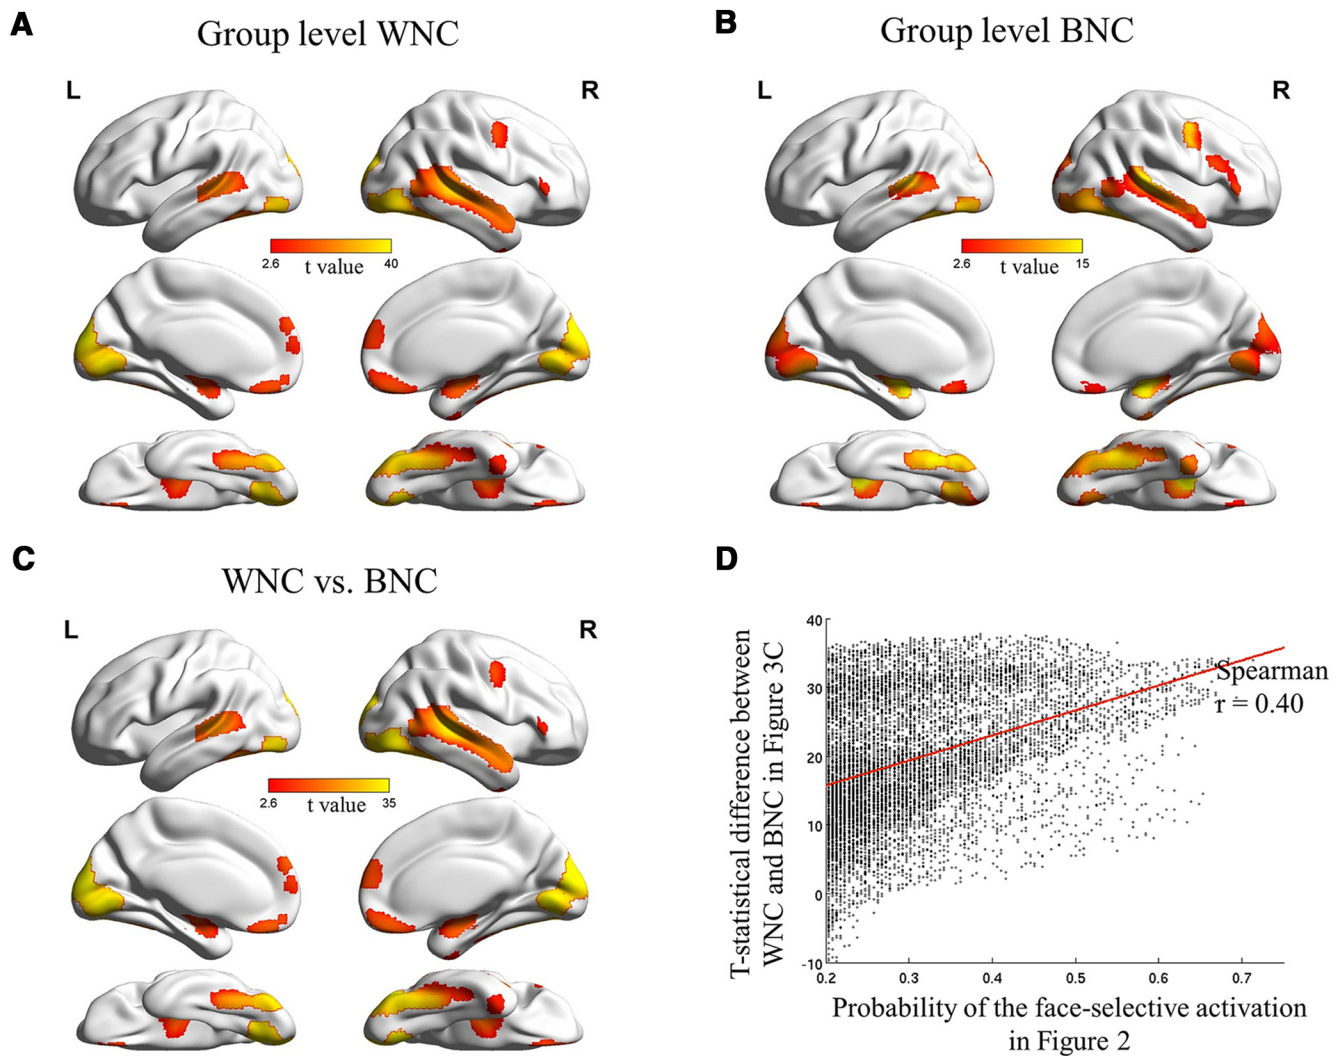 A
Group level WNC
L
R
2.6
t value
40
B
Group level BNC
L
R
2.6
t value
15
C
WNC vs. BNC
L
R
2.6
t value
35
D
T-statistical difference between
WNC and BNC in Figure 3C
40
30
20
10
0
-10
0.2
0.3
0.4
0.5
0.6
0.7
Spearman
r = 0.40
Probability of the face-selective activation
in Figure 2